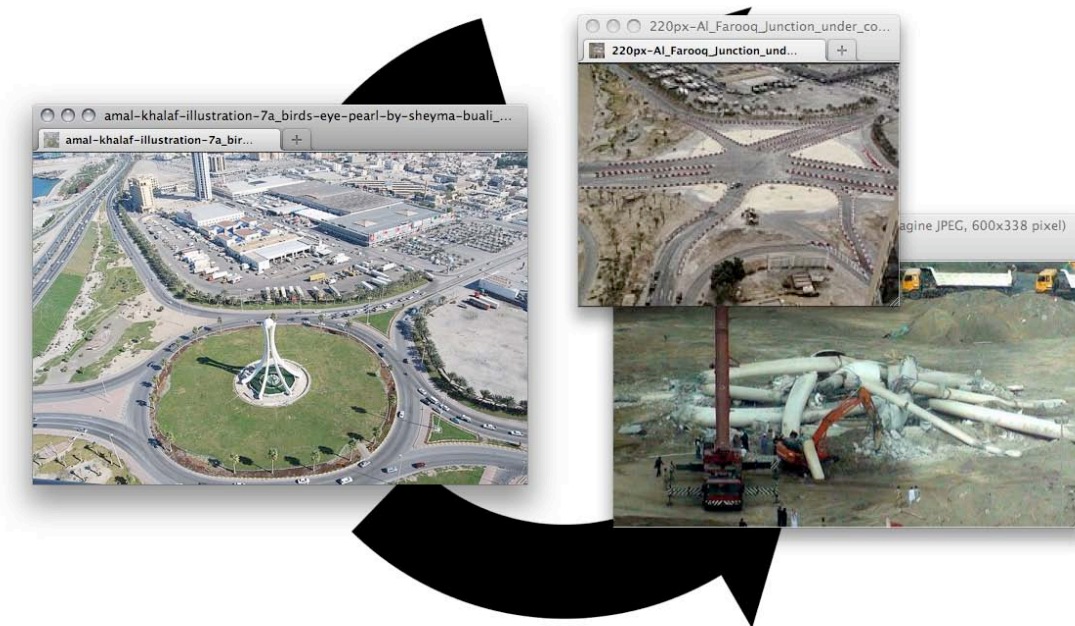 220px-Al_Farooq_Junction_under_co...
220px-Al_Farooq_Junction_und...
amal-khalaf-illustration-7a_birds-eye-pearl-by-sheyma-buali_...
amal-khalaf-illustration-7a_bir...
agine JPEG, 600x338 pixel)